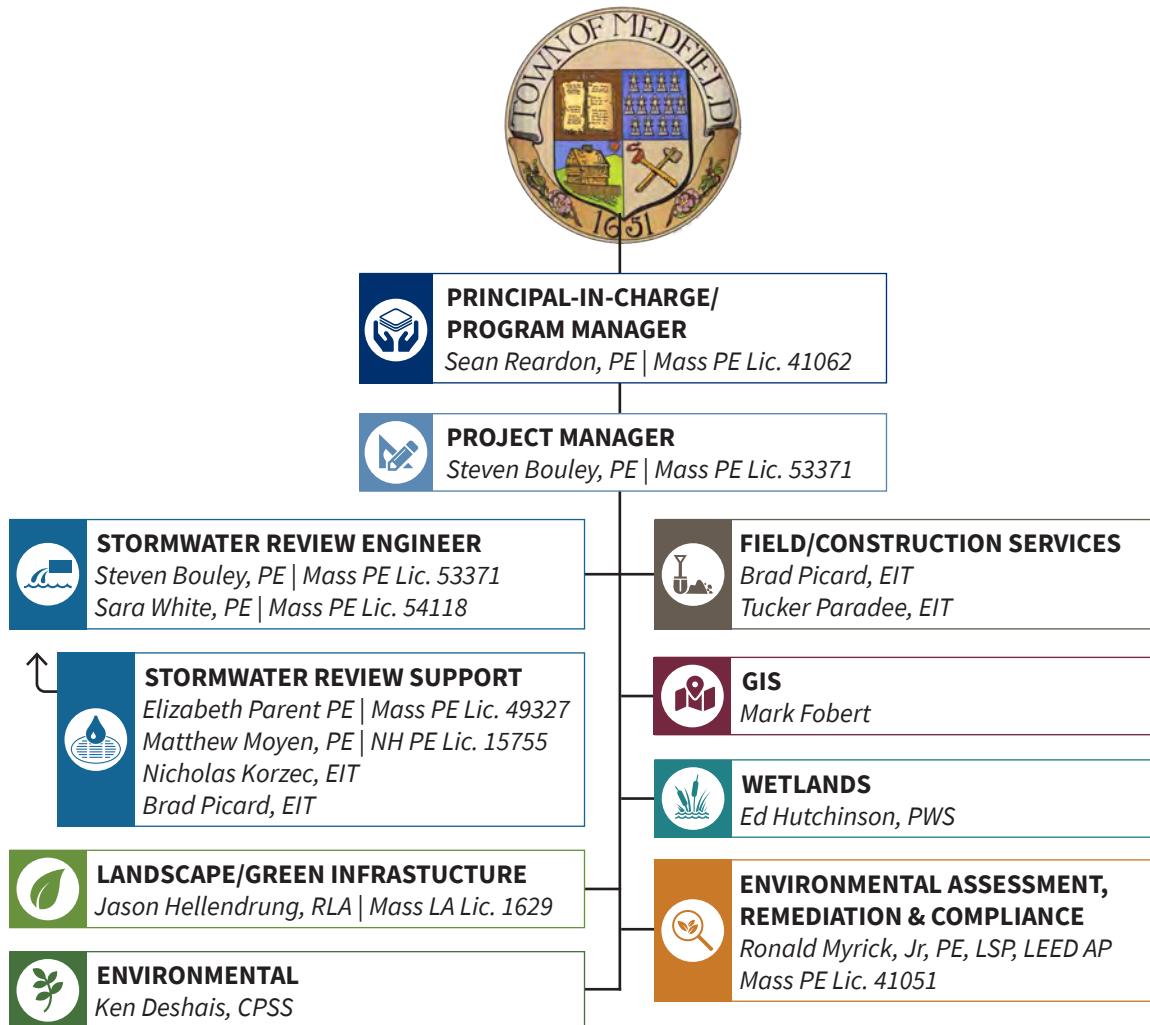 TOWN OF MEDFIELD
1651
PRINCIPAL-IN-CHARGE/
PROGRAM MANAGER
Sean Reardon, PE | Mass PE Lic. 41062
PROJECT MANAGER
Steven Bouley, PE | Mass PE Lic. 53371
STORMWATER REVIEW ENGINEER
Steven Bouley, PE | Mass PE Lic. 53371
Sara White, PE | Mass PE Lic. 54118
STORMWATER REVIEW SUPPORT
Elizabeth Parent PE | Mass PE Lic. 49327
Matthew Moyen, PE | NH PE Lic. 15755
Nicholas Korzec, EIT
Brad Picard, EIT
LANDSCAPE/GREEN INFRASTUCTURE
Jason Hellendrung, RLA | Mass LA Lic. 1629
ENVIRONMENTAL
Ken Deshais, CPSS
FIELD/CONSTRUCTION SERVICES
Brad Picard, EIT
Tucker Paradee, EIT
GIS
Mark Fobert
WETLANDS
Ed Hutchinson, PWS
ENVIRONMENTAL ASSESSMENT,
REMEDIATION & COMPLIANCE
Ronald Myrick, Jr, PE, LSP, LEED AP
Mass PE Lic. 41051